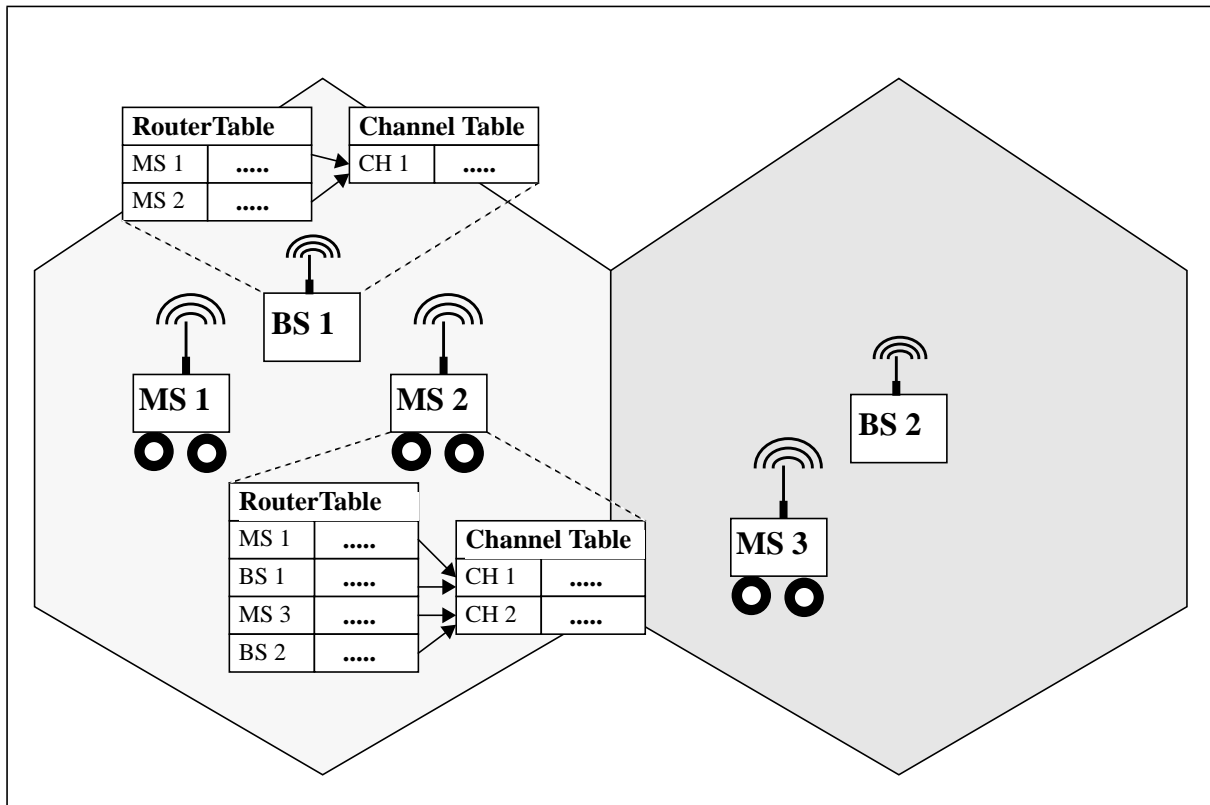 RouterTable
MS 1 .....
MS 2 .....
Channel Table
CH 1 .....
BS 1
MS 1
MS 2
BS 2
MS 3
RouterTable
MS 1 .....
BS 1 .....
MS 3 .....
BS 2 .....
Channel Table
CH 1 .....
CH 2 .....